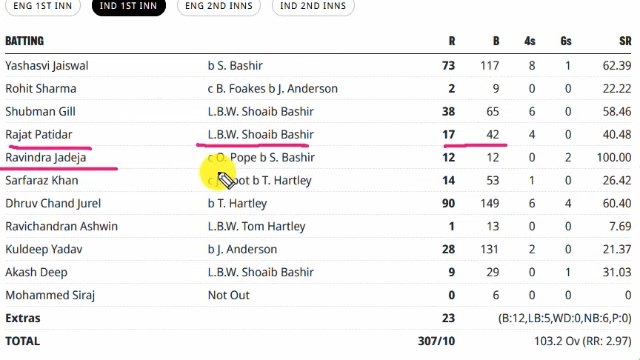 ENG 1ST INN IND 1ST INN ENG 2ND INNS IND 2ND INNS
BATTING R B 4s 6s SR
Yashasvi Jaiswal b S. Bashir 73 117 8 1 62.39
Rohit Sharma c B. Foakes b J. Anderson 2 9 0 0 22.22
Shubman Gill L.B.W. Shoaib Bashir 38 65 6 0 58.46
Rajat Patidar L.B.W. Shoaib Bashir 17 42 4 0 40.48
Ravindra Jadeja c O. Pope b S. Bashir 12 12 0 2 100.00
Sarfaraz Khan c J. Root b T. Hartley 14 53 1 0 26.42
Dhruv Chand Jurel b T. Hartley 90 149 6 4 60.40
Ravichandran Ashwin L.B.W. Tom Hartley 1 13 0 0 7.69
Kuldeep Yadav b J. Anderson 28 131 2 0 21.37
Akash Deep L.B.W. Shoaib Bashir 9 29 0 1 31.03
Mohammed Siraj Not Out 0 6 0 0 0
Extras 23 (B:12,LB:5,WD:0,NB:6,P:0)
TOTAL 307/10 103.2 Ov (RR: 2.97)